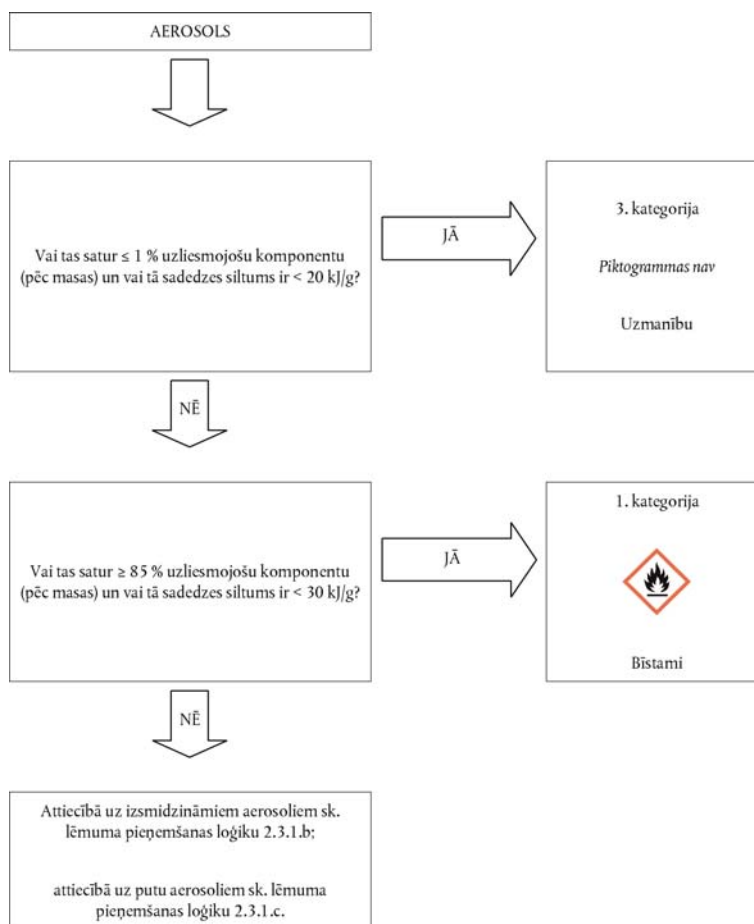 AEROSOLS
Vai tas satur ≤ 1 % uzliesmojošu komponentu
(pēc masas) un vai tā sadedzes siltums ir < 20 kJ/g?
JĀ
3. kategorija
Piktogrammas nav
Uzmanību
NĒ
Vai tas satur ≥ 85 % uzliesmojošu komponentu
(pēc masas) un vai tā sadedzes siltums ir < 30 kJ/g?
JĀ
1. kategorija
Bīstami
NĒ
Attiecībā uz izsmidzināmiem aerosoliem sk.
lēmuma pieņemšanas loģiku 2.3.1.b;
attiecībā uz putu aerosoliem sk. lēmuma
pieņemšanas loģiku 2.3.1.c.